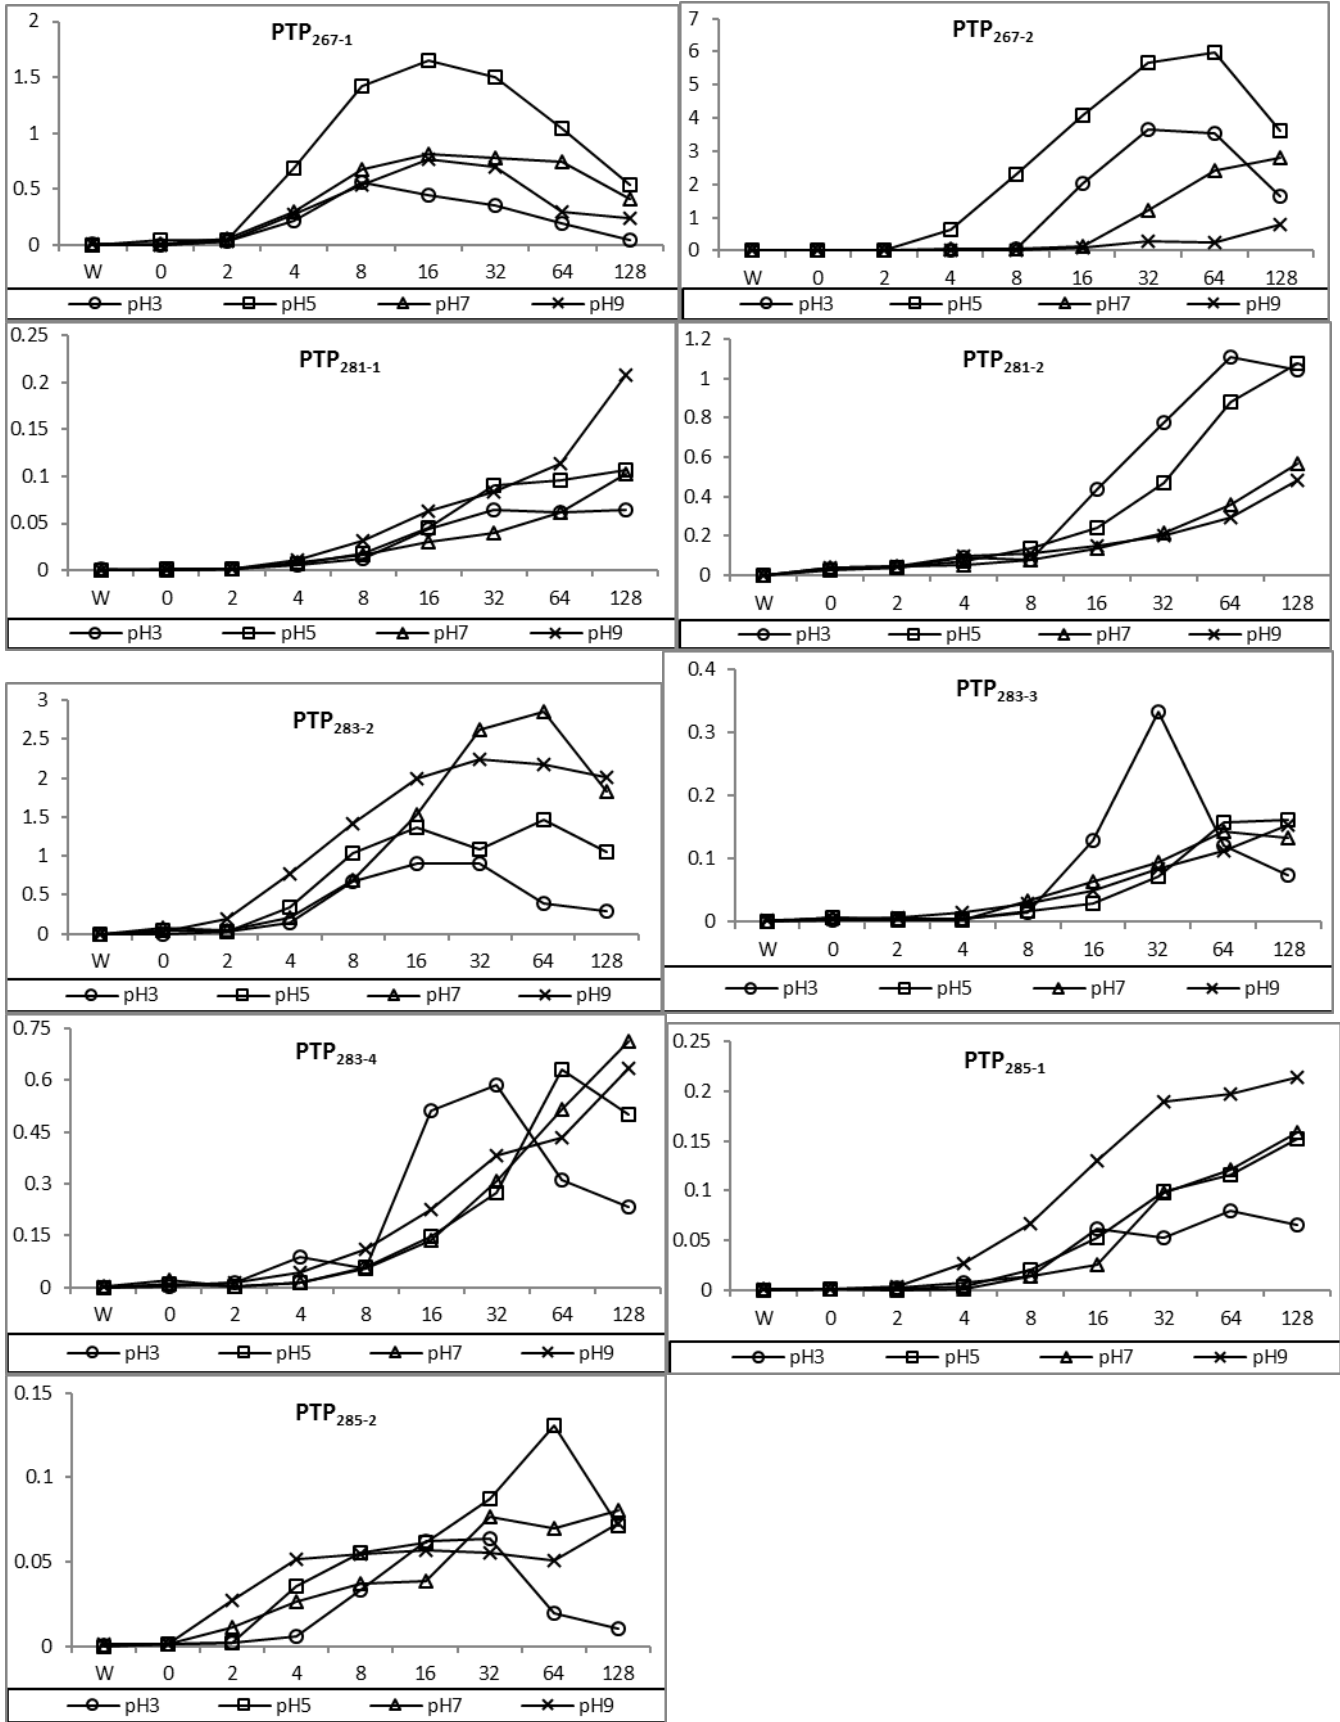 PTP267-1
2
1.5
1
0.5
0
W 0 2 4 8 16 32 64 128
pH3 pH5 pH7 pH9
PTP267-2
7
6
5
4
3
2
1
0
W 0 2 4 8 16 32 64 128
pH3 pH5 pH7 pH9
PTP281-1
0.25
0.2
0.15
0.1
0.05
0
W 0 2 4 8 16 32 64 128
pH3 pH5 pH7 pH9
PTP281-2
1.2
1
0.8
0.6
0.4
0.2
0
W 0 2 4 8 16 32 64 128
pH3 pH5 pH7 pH9
PTP283-2
3
2.5
2
1.5
1
0.5
0
W 0 2 4 8 16 32 64 128
pH3 pH5 pH7 pH9
PTP283-3
0.4
0.3
0.2
0.1
0
W 0 2 4 8 16 32 64 128
pH3 pH5 pH7 pH9
PTP283-4
0.75
0.6
0.45
0.3
0.15
0
W 0 2 4 8 16 32 64 128
pH3 pH5 pH7 pH9
PTP285-1
0.25
0.2
0.15
0.1
0.05
0
W 0 2 4 8 16 32 64 128
pH3 pH5 pH7 pH9
PTP285-2
0.15
0.1
0.05
0
W 0 2 4 8 16 32 64 128
pH3 pH5 pH7 pH9